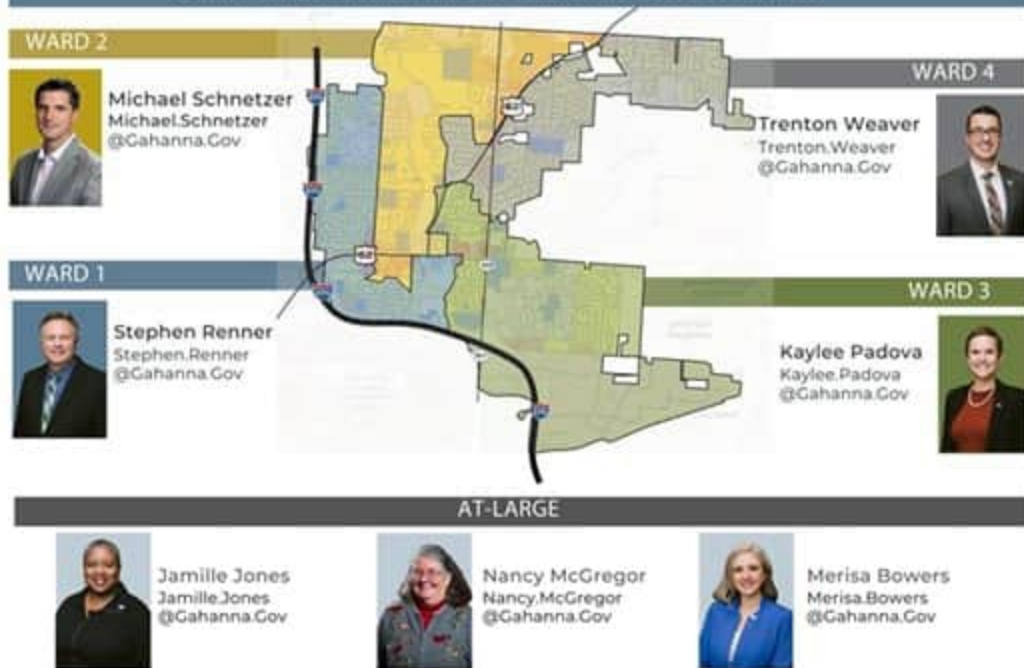 WARD 2
Michael Schnetzer
Michael.Schnetzer
@Gahanna.Gov
WARD 4
Trenton Weaver
Trenton.Weaver
@Gahanna.Gov
62
62
WARD 1
Stephen Renner
Stephen.Renner
@Gahanna.Gov
WARD 3
Kaylee Padova
Kaylee.Padova
@Gahanna.Gov
AT-LARGE
Jamille Jones
Jamille.Jones
@Gahanna.Gov
Nancy McGregor
Nancy.McGregor
@Gahanna.Gov
Merisa Bowers
Merisa.Bowers
@Gahanna.Gov